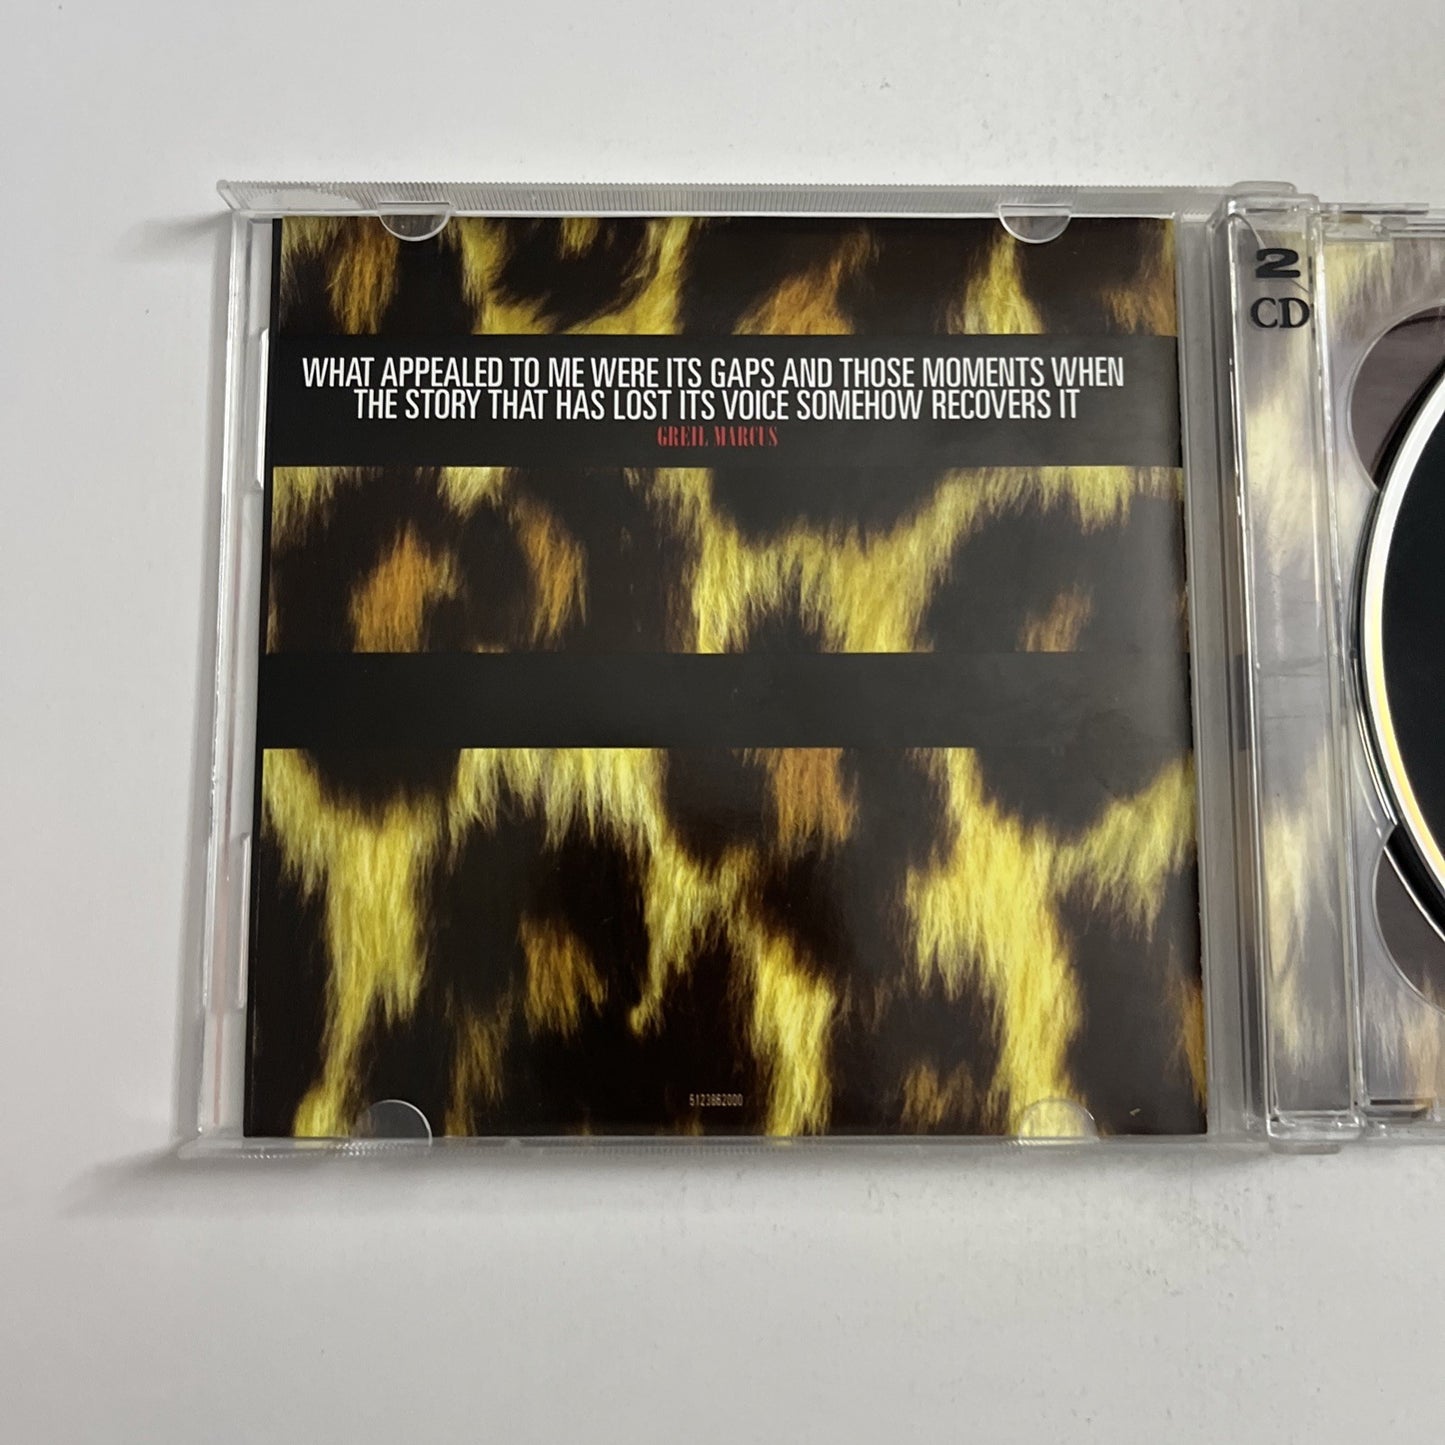 2
CD
WHAT APPEALED TO ME WERE ITS GAPS AND THOSE MOMENTS WHEN
THE STORY THAT HAS LOST ITS VOICE SOMEHOW RECOVERS IT
GREIL MARCUS
5123862000